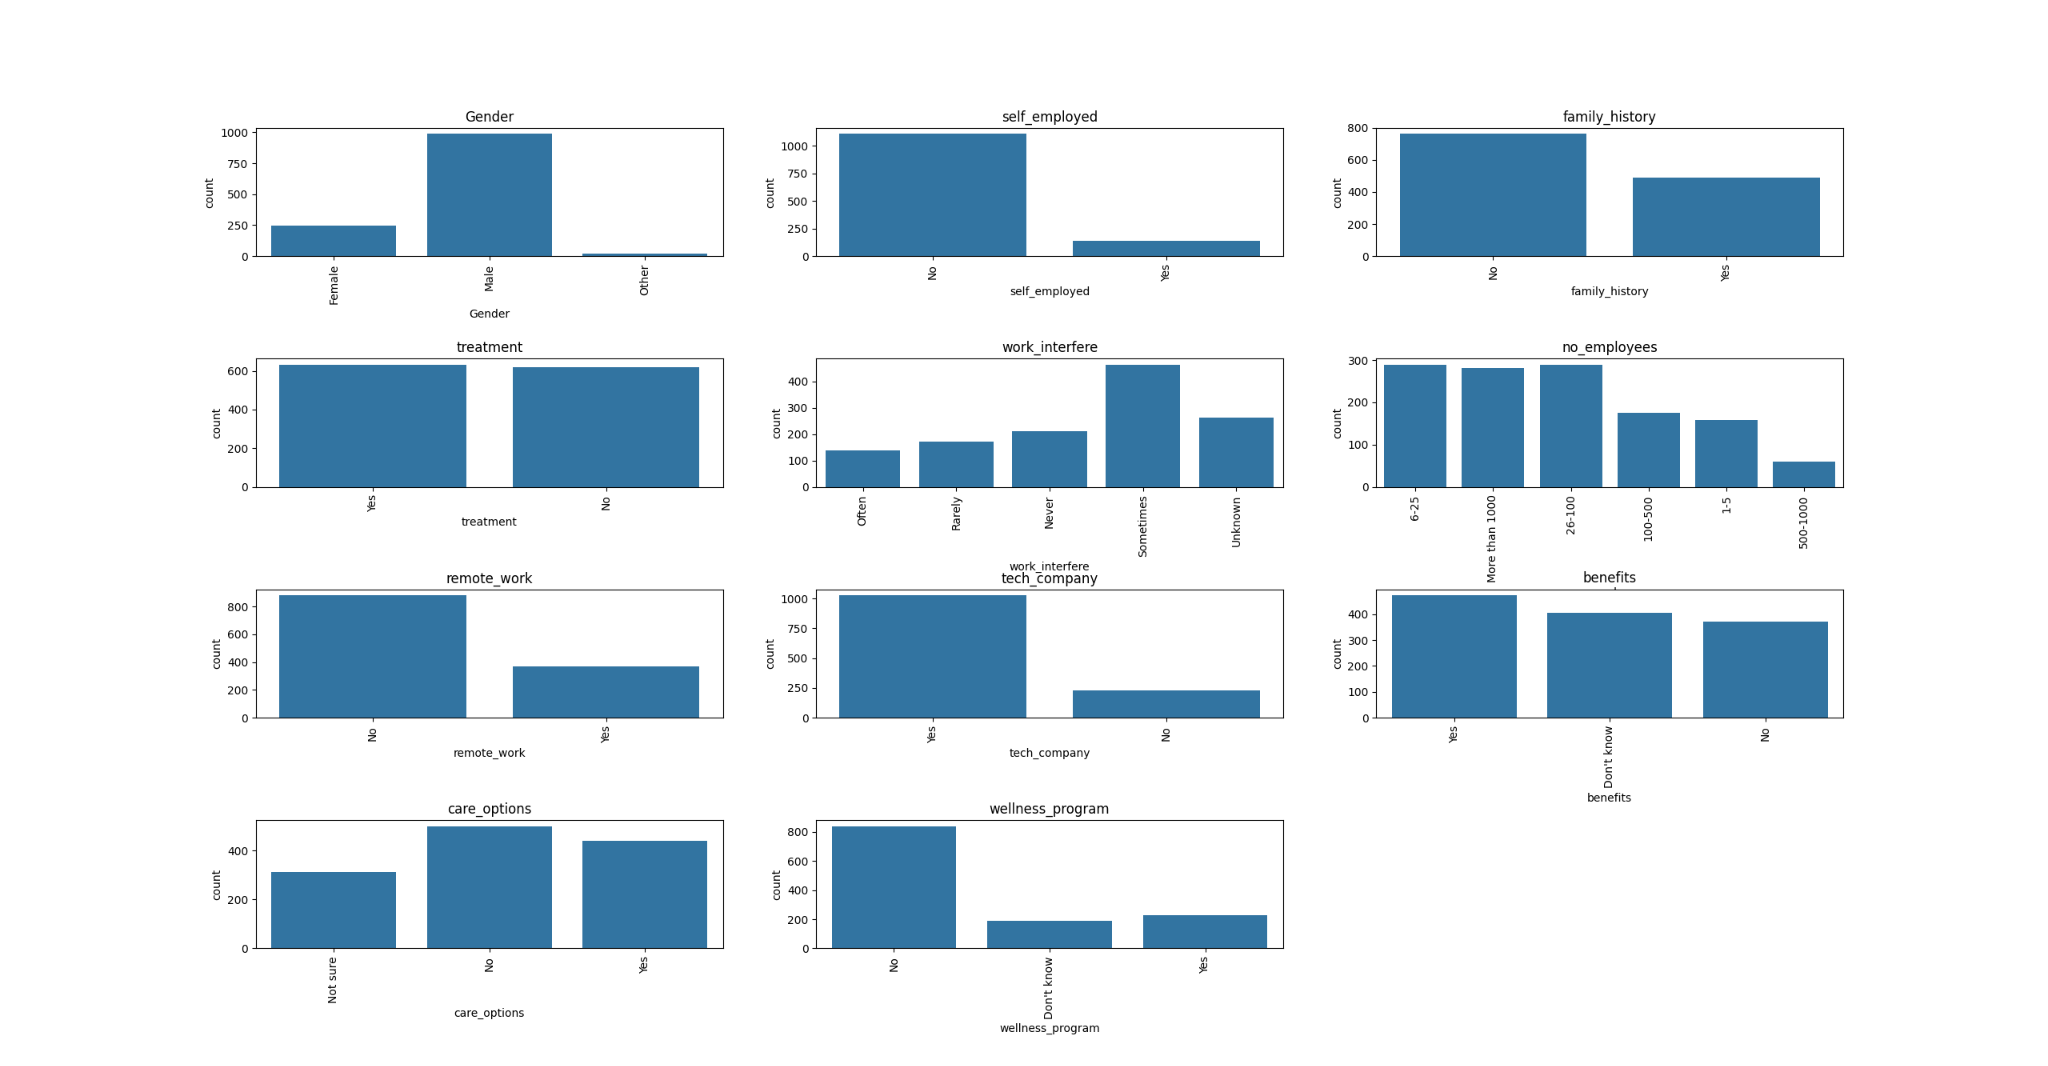 Gender
1000
750
500
250
0
count
Female
Male
Other
Gender
self_employed
1000
750
500
250
0
count
No
Yes
self_employed
family_history
800
600
400
200
0
count
No
Yes
family_history
treatment
600
400
200
0
count
Yes
No
treatment
work_interfere
400
300
200
100
0
count
Often
Rarely
Never
Sometimes
Unknown
work_interfere
no_employees
300
200
100
0
count
6-25
More than 1000
26-100
100-500
1-5
500-1000
remote_work
800
600
400
200
0
count
No
Yes
remote_work
tech_company
1000
750
500
250
0
count
Yes
No
tech_company
benefits
400
300
200
100
0
count
Yes
Don't know
No
benefits
care_options
400
200
0
count
Not sure
No
Yes
care_options
wellness_program
800
600
400
200
0
count
No
Don't know
Yes
wellness_program